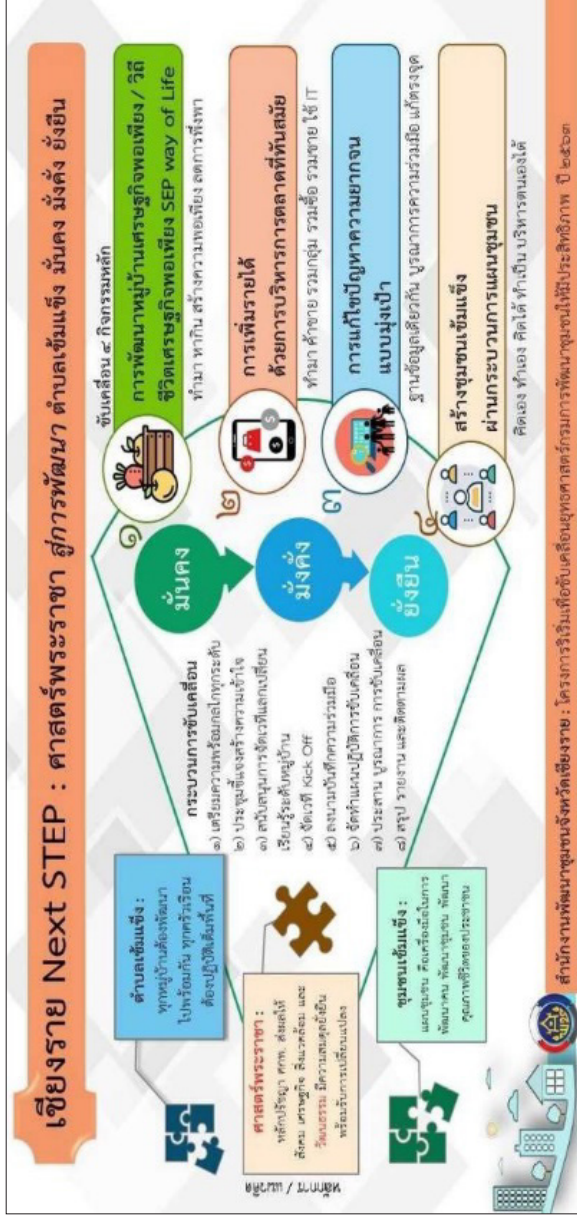 เชียงราย Next STEP : ศาสตร์พระราชา สู่การพัฒนา ตำบลเข้มแข็ง มั่นคง มั่งคั่ง ยั่งยืน
หลักการ / แนวคิด
ตำบลเข้มแข็ง :
ทุกหมู่บ้านต้องพัฒนา
ไปพร้อมกัน ทุกครัวเรือน
ต้องปฏิบัติเต็มพื้นที่
ศาสตร์พระราชา :
หลักปรัชญา ศกพ. ส่งผลให้
สังคม เศรษฐกิจ สิ่งแวดล้อม และ
วัฒนธรรม มีความสมดุลยั่งยืน
พร้อมรับการเปลี่ยนแปลง
ชุมชนเข้มแข็ง :
แผนชุมชน คือเครื่องมือในการ
พัฒนาคน พัฒนาชุมชน พัฒนา
คุณภาพชีวิตของประชาชน
กระบวนการขับเคลื่อน
๑) เตรียมความพร้อมกลไกทุกระดับ
๒) ประชุมชี้แจงสร้างความเข้าใจ
๓) สนับสนุนการจัดเวทีแลกเปลี่ยน
เรียนรู้ระดับหมู่บ้าน
๔) จัดเวที Kick Off
๕) ลงนามบันทึกความร่วมมือ
๖) จัดทำแผนปฏิบัติการขับเคลื่อน
๗) ประสาน บูรณาการ การขับเคลื่อน
๘) สรุป รายงาน และติดตามผล
มั่นคง
มั่งคั่ง
ยั่งยืน
ขับเคลื่อน ๔ กิจกรรมหลัก
๑
การพัฒนาหมู่บ้านเศรษฐกิจพอเพียง / วิถี
ชีวิตเศรษฐกิจพอเพียง SEP way of Life
ทำมา หากิน สร้างความพอเพียง ลดการพึ่งพา
๒
การเพิ่มรายได้
ด้วยการบริหารการตลาดที่ทันสมัย
ทำมา ค้าขาย รวมกลุ่ม รวมซื้อ รวมขาย ใช้ IT
๓
การแก้ไขปัญหาความยากจน
แบบมุ่งเป้า
ฐานข้อมูลเดียวกัน บูรณาการความร่วมมือ แก้ตรงจุด
๔
สร้างชุมชนเข้มแข็ง
ผ่านกระบวนการแผนชุมชน
คิดเอง ทำเอง คิดได้ ทำเป็น บริหารตนเองได้
สำนักงานพัฒนาชุมชนจังหวัดเชียงราย : โครงการริเริ่มเพื่อขับเคลื่อนยุทธศาสตร์กรมการพัฒนาชุมชนให้มีประสิทธิภาพ ปี ๒๕๖๓